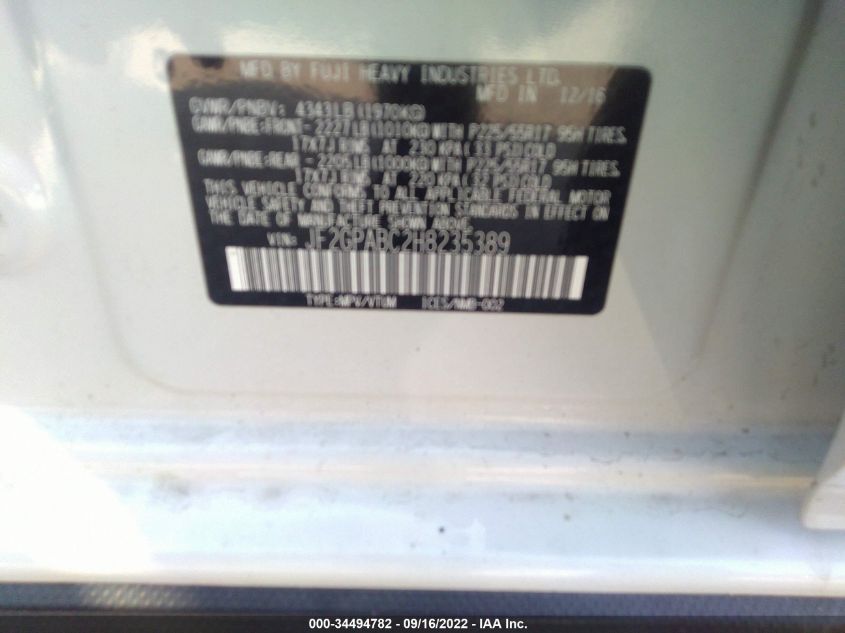 MFD BY FUJI HEAVY INDUSTRIES LTD.
MFD IN 12/16
GVWR/PNBV: 4343LB(1970KG)
GAWR/PNBE:FRONT-2227LB(1010KG)WITH P225/55R17 95H TIRES,
17X7J RIMS, AT 230 KPA(33 PSI)COLD
GAWR/PNBE:REAR -2205LB(1000KG)WITH P225/55R17 95H TIRES,
17X7J RIMS, AT 220 KPA( PSI)COLD
THIS VEHICLE CONFORMS TO ALL APPLICABLE FEDERAL MOTOR
VEHICLE SAFETY AND THEFT PREVENTION STANDARDS IN EFFECT ON
THE DATE OF MANUFACTURE SHOWN ABOVE.
VIN: JF2GPABC2H8235389
TYPE:MPV/VTUM ICES/NMB-002
000-34494782 - 09/16/2022 - IAA Inc.